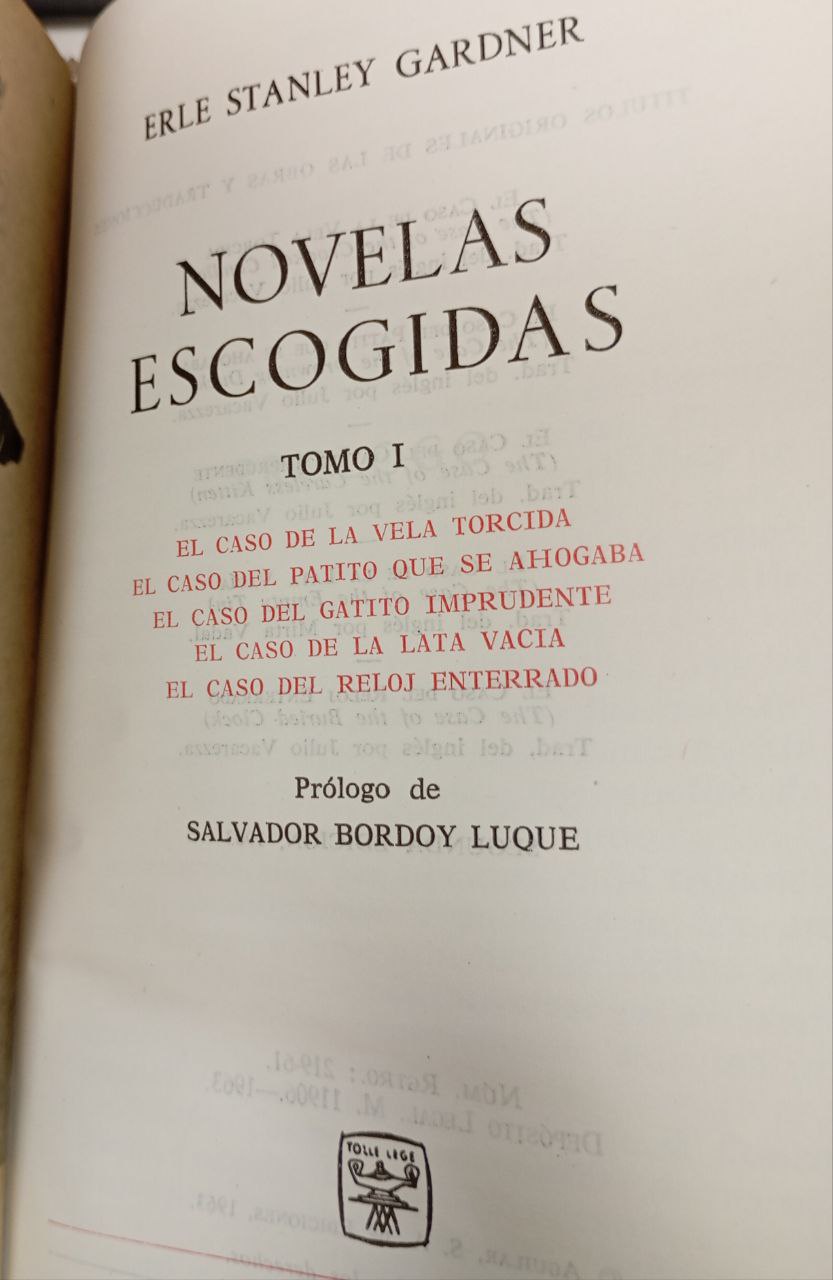 ERLE STANLEY GARDNER
NOVELAS
ESCOGIDAS
TOMO I
EL CASO DE LA VELA TORCIDA
EL CASO DEL PATITO QUE SE AHOGABA
EL CASO DEL GATITO IMPRUDENTE
EL CASO DE LA LATA VACIA
EL CASO DEL RELOJ ENTERRADO
Prólogo de
SALVADOR BORDOY LUQUE
TOLLE LEGE